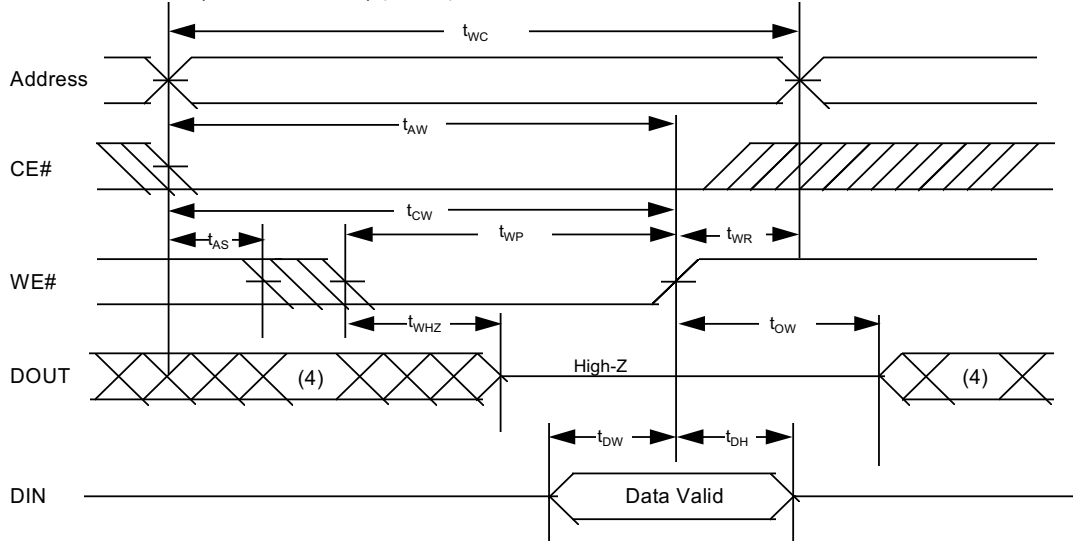 tWC
Address
tAW
CE#
tCW
tWP
tAS
tWR
WE#
tWHZ
tOW
DOUT
(4)
High-Z
(4)
tDW
tDH
DIN
Data Valid